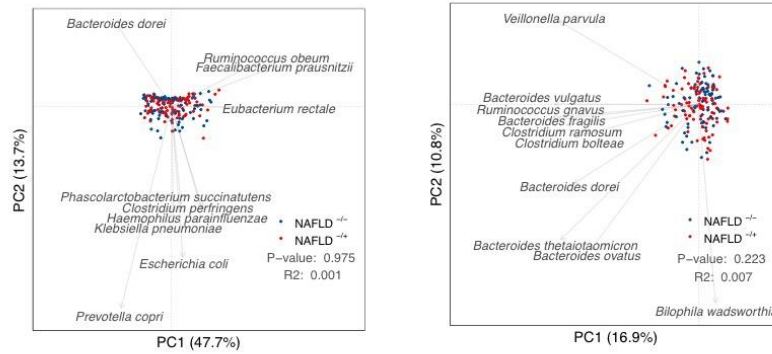 Bacteroides dorei
Ruminococcus obeum
Faecalibacterium prausnitzii
Eubacterium rectale
Phascolarctobacterium succinatutens
Clostridium perfringens
Haemophilus parainfluenzae
Klebsiella pneumoniae
Escherichia coli
Prevotella copri
NAFLD -/-
NAFLD -/+
P-value: 0.975
R2: 0.001
PC2 (13.7%)
PC1 (47.7%)
Veillonella parvula
Bacteroides vulgatus
Ruminococcus gnavus
Bacteroides fragilis
Clostridium ramosum
Clostridium bolteae
Bacteroides dorei
Bacteroides thetaiotaomicron
Bacteroides ovatus
Bilophila wadsworthia
NAFLD -/-
NAFLD -/+
P-value: 0.223
R2: 0.007
PC2 (10.8%)
PC1 (16.9%)